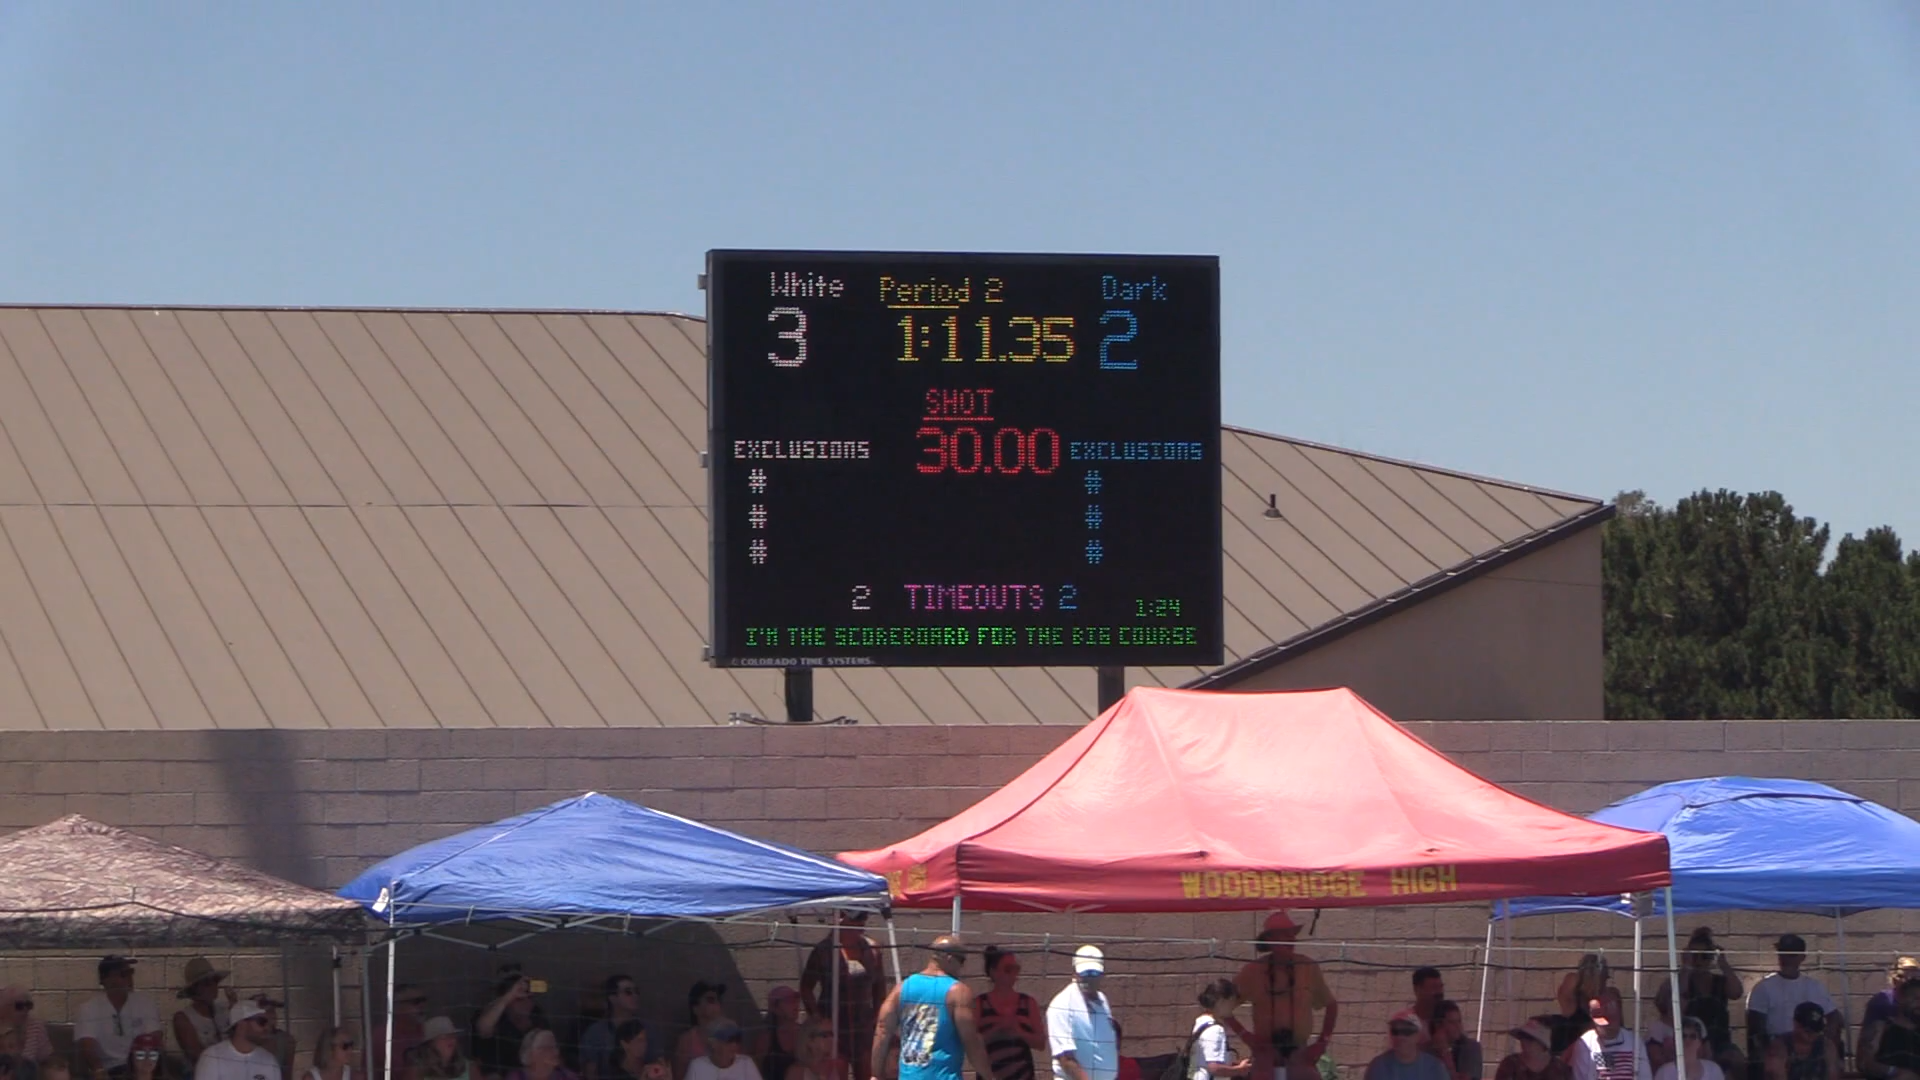 White Period 2 Dark
3 1:11.35 2
SHOT
30.00
EXCLUSIONS EXCLUSIONS
# #
# #
# #
2 TIMEOUTS 2
1:24
I'M THE SCOREBOARD FOR THE BIG COURSE
COLORADO TIME SYSTEMS
WOODBRIDGE HIGH